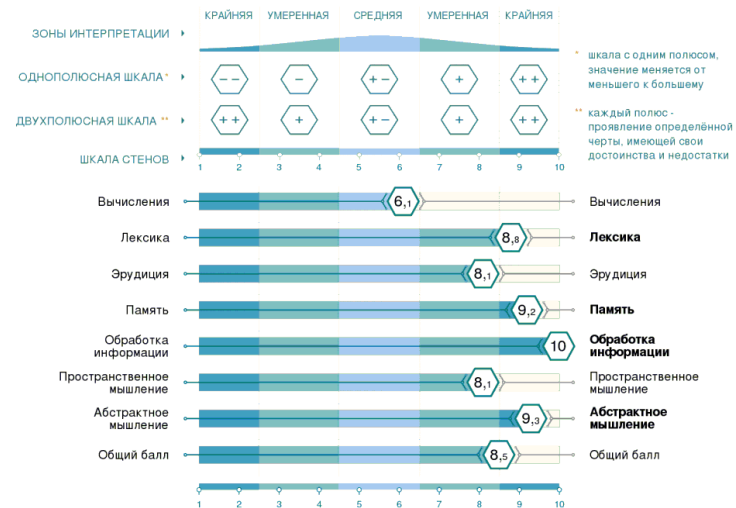 КРАЙНЯЯ УМЕРЕННАЯ СРЕДНЯЯ УМЕРЕННАЯ КРАЙНЯЯ
ЗОНЫ ИНТЕРПРЕТАЦИИ
* шкала с одним полюсом,
значение меняется от
меньшего к большему
ОДНОПОЛЮСНАЯ ШКАЛА* − − − + − + + +
ДВУХПОЛЮСНАЯ ШКАЛА ** + + + + − + + +
** каждый полюс -
проявление определённой
черты, имеющей свои
достоинства и недостатки
ШКАЛА СТЕНОВ
1 2 3 4 5 6 7 8 9 10
Вычисления 6,1 Вычисления
Лексика 8,8 Лексика
Эрудиция 8,1 Эрудиция
Память 9,2 Память
Обработка
информации 10 Обработка
информации
Пространственное
мышление 8,1 Пространственное
мышление
Абстрактное
мышление 9,3 Абстрактное
мышление
Общий балл 8,5 Общий балл
1 2 3 4 5 6 7 8 9 10